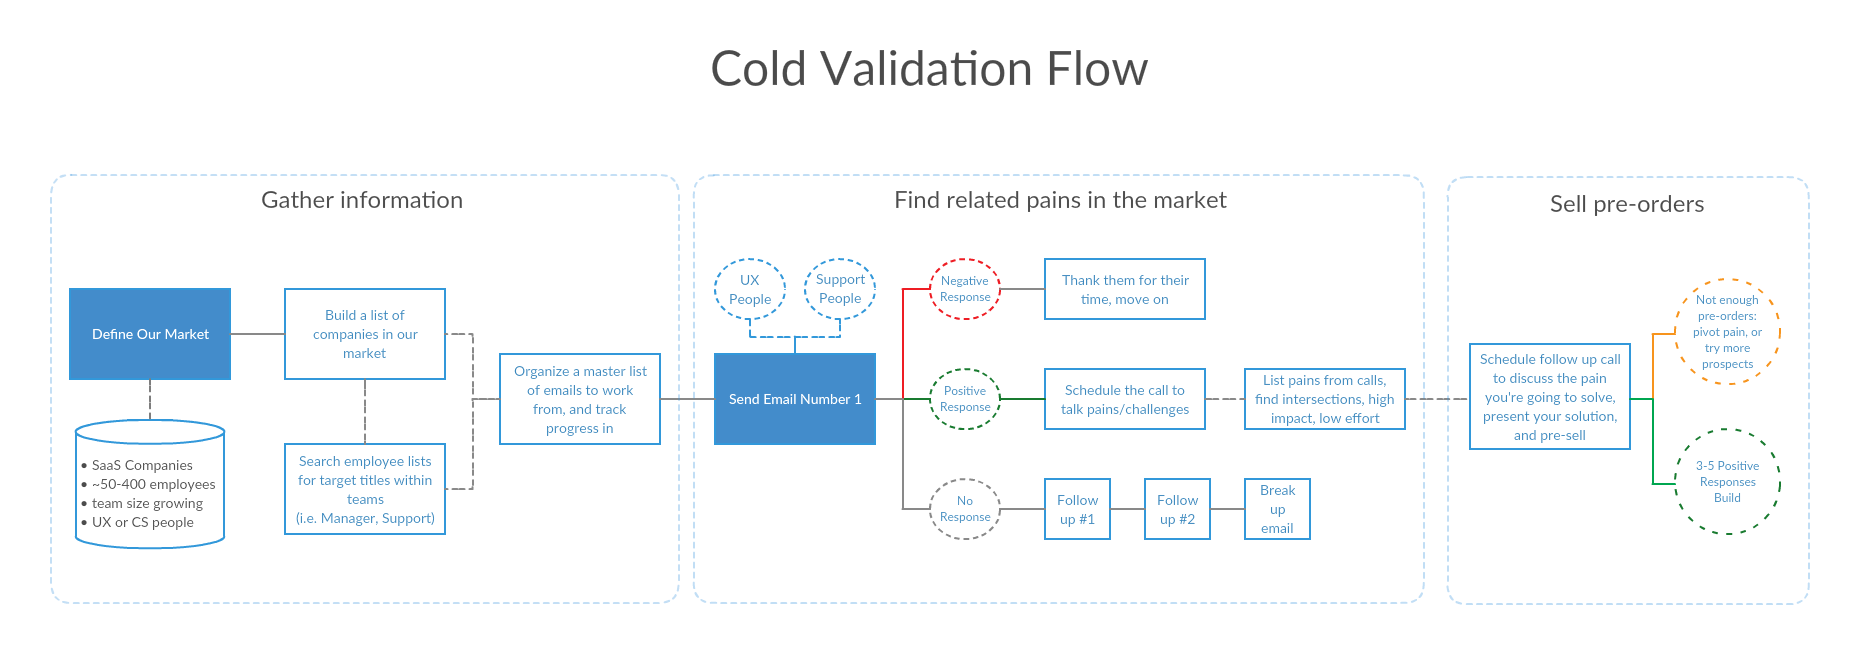 Cold Validation Flow
Gather information
Define Our Market
• SaaS Companies
• ~50-400 employees
• team size growing
• UX or CS people
Build a list of
companies in our
market
Search employee lists
for target titles within
teams
(i.e. Manager, Support)
Organize a master list
of emails to work
from, and track
progress in
Find related pains in the market
UX
People
Support
People
Send Email Number 1
Negative
Response
Thank them for their
time, move on
Positive
Response
Schedule the call to
talk pains/challenges
List pains from calls,
find intersections, high
impact, low effort
No
Response
Follow
up #1
Follow
up #2
Break
up
email
Sell pre-orders
Schedule follow up call
to discuss the pain
you're going to solve,
present your solution,
and pre-sell
Not enough
pre-orders:
pivot pain, or
try more
prospects
3-5 Positive
Responses
Build